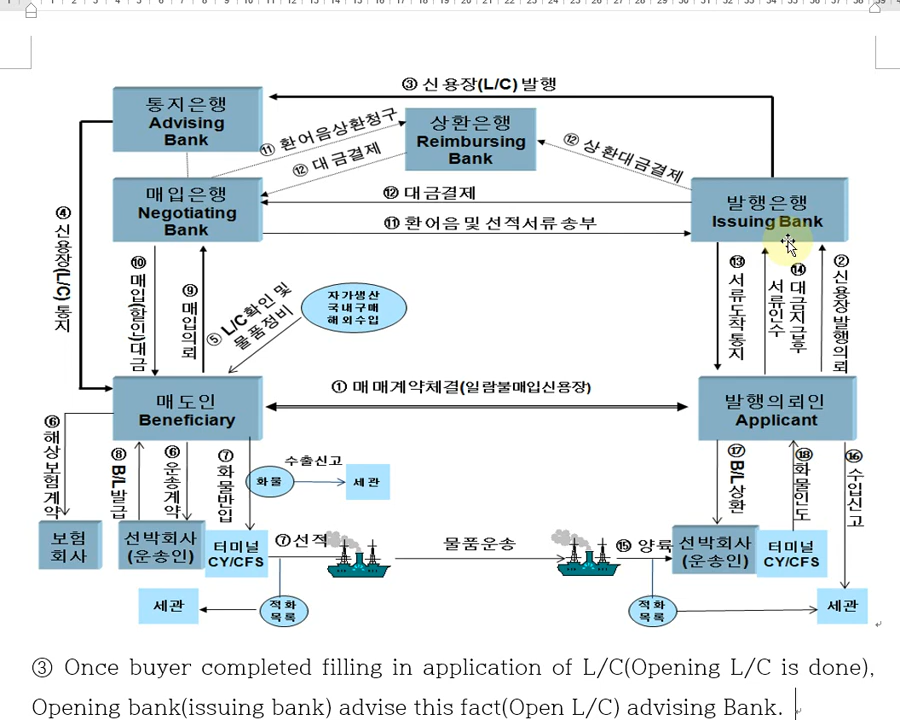 ③ 신용장(L/C) 발행
통지은행
Advising
Bank
⑪ 환어음상환청구
상환은행
Reimbursing
Bank
⑫ 대금결제
⑫ 상환대금결제
매입은행
Negotiating
Bank
⑫ 대금결제
⑪ 환어음 및 선적서류 송부
발행은행
Issuing Bank
④ 신용장(L/C) 통지
⑩ 매입(할인)대금
⑨ 매입의뢰
⑤ L/C확인 및
물품정비
자가생산
국내구매
해외수입
⑬ 서류도착통지
⑭ 대금지급후
서류인수
② 신용장발행의뢰
① 매매계약체결(일람불매입신용장)
매도인
Beneficiary
발행의뢰인
Applicant
⑥ 해상보험계약
⑧ B/L발급
⑥ 운송계약
⑦ 화물반입
수출신고
화물
세관
⑰ B/L상환
⑱ 화물인도
⑯ 수입신고
보험
회사
선박회사
(운송인)
터미널
CY/CFS
⑦ 선적
물품운송
⑮ 양륙
선박회사
(운송인)
터미널
CY/CFS
세관
적화
목록
적화
목록
세관
③ Once buyer completed filling in application of L/C(Opening L/C is done),
Opening bank(issuing bank) advise this fact(Open L/C) advising Bank.